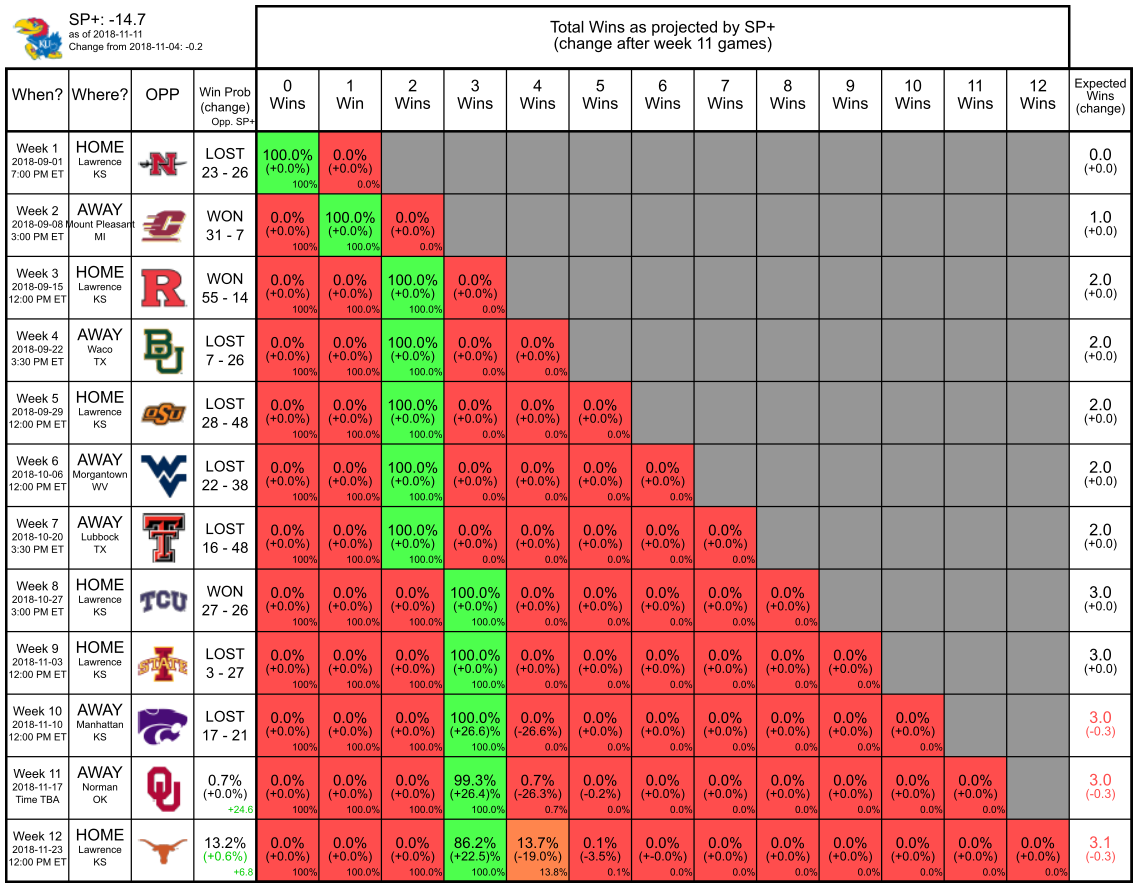 SP+: -14.7
as of 2018-11-11
Change from 2018-11-04: -0.2
KU
Total Wins as projected by SP+
(change after week 11 games)
When? Where? OPP Win Prob (change) Opp. SP+ 0 Wins 1 Win 2 Wins 3 Wins 4 Wins 5 Wins 6 Wins 7 Wins 8 Wins 9 Wins 10 Wins 11 Wins 12 Wins Expected Wins (change)
Week 1 HOME N LOST 100.0% 0.0% 0.0
2018-09-01 Lawrence 23 - 26 (+0.0%) (+0.0%) (+0.0)
7:00 PM ET KS 100% 0.0%
Week 2 AWAY C WON 0.0% 100.0% 0.0% 1.0
2018-09-08 Mount Pleasant 31 - 7 (+0.0%) (+0.0%) (+0.0%) (+0.0)
3:00 PM ET MI 100% 100.0% 0.0%
Week 3 HOME R WON 0.0% 0.0% 100.0% 0.0% 2.0
2018-09-15 Lawrence 55 - 14 (+0.0%) (+0.0%) (+0.0%) (+0.0%) (+0.0)
12:00 PM ET KS 100% 100.0% 100.0% 0.0%
Week 4 AWAY BU LOST 0.0% 0.0% 100.0% 0.0% 0.0% 2.0
2018-09-22 Waco 7 - 26 (+0.0%) (+0.0%) (+0.0%) (+0.0%) (+0.0%) (+0.0)
3:30 PM ET TX 100% 100.0% 100.0% 0.0% 0.0%
Week 5 HOME OSU LOST 0.0% 0.0% 100.0% 0.0% 0.0% 0.0% 2.0
2018-09-29 Lawrence 28 - 48 (+0.0%) (+0.0%) (+0.0%) (+0.0%) (+0.0%) (+0.0%) (+0.0)
12:00 PM ET KS 100% 100.0% 100.0% 0.0% 0.0% 0.0%
Week 6 AWAY WV LOST 0.0% 0.0% 100.0% 0.0% 0.0% 0.0% 0.0% 2.0
2018-10-06 Morgantown 22 - 38 (+0.0%) (+0.0%) (+0.0%) (+0.0%) (+0.0%) (+0.0%) (+0.0%) (+0.0)
12:00 PM ET WV 100% 100.0% 100.0% 0.0% 0.0% 0.0% 0.0%
Week 7 AWAY T LOST 0.0% 0.0% 100.0% 0.0% 0.0% 0.0% 0.0% 0.0% 2.0
2018-10-20 Lubbock 16 - 48 (+0.0%) (+0.0%) (+0.0%) (+0.0%) (+0.0%) (+0.0%) (+0.0%) (+0.0%) (+0.0)
3:30 PM ET TX 100% 100.0% 100.0% 0.0% 0.0% 0.0% 0.0% 0.0%
Week 8 HOME TCU WON 0.0% 0.0% 0.0% 100.0% 0.0% 0.0% 0.0% 0.0% 0.0% 3.0
2018-10-27 Lawrence 27 - 26 (+0.0%) (+0.0%) (+0.0%) (+0.0%) (+0.0%) (+0.0%) (+0.0%) (+0.0%) (+0.0%) (+0.0)
3:00 PM ET KS 100% 100.0% 100.0% 100.0% 0.0% 0.0% 0.0% 0.0% 0.0%
Week 9 HOME STATE LOST 0.0% 0.0% 0.0% 100.0% 0.0% 0.0% 0.0% 0.0% 0.0% 0.0% 3.0
2018-11-03 Lawrence 3 - 27 (+0.0%) (+0.0%) (+0.0%) (+0.0%) (+0.0%) (+0.0%) (+0.0%) (+0.0%) (+0.0%) (+0.0%) (+0.0)
12:00 PM ET KS 100% 100.0% 100.0% 100.0% 0.0% 0.0% 0.0% 0.0% 0.0% 0.0%
Week 10 AWAY LOST 0.0% 0.0% 0.0% 100.0% 0.0% 0.0% 0.0% 0.0% 0.0% 0.0% 0.0% 3.0
2018-11-10 Manhattan 17 - 21 (+0.0%) (+0.0%) (+0.0%) (+26.6)% (-26.6%) (+0.0%) (+0.0%) (+0.0%) (+0.0%) (+0.0%) (+0.0%) (-0.3)
12:00 PM ET KS 100% 100.0% 100.0% 100.0% 0.0% 0.0% 0.0% 0.0% 0.0% 0.0% 0.0%
Week 11 AWAY OU 0.7% 0.0% 0.0% 0.0% 99.3% 0.7% 0.0% 0.0% 0.0% 0.0% 0.0% 0.0% 0.0% 3.0
2018-11-17 Norman (+0.0%) (+0.0%) (+0.0%) (+0.0%) (+26.4)% (-26.3%) (-0.2%) (+0.0%) (+0.0%) (+0.0%) (+0.0%) (+0.0%) (+0.0%) (-0.3)
Time TBA OK +24.6 100% 100.0% 100.0% 100.0% 0.7% 0.0% 0.0% 0.0% 0.0% 0.0% 0.0% 0.0%
Week 12 HOME 13.2% 0.0% 0.0% 0.0% 86.2% 13.7% 0.1% 0.0% 0.0% 0.0% 0.0% 0.0% 0.0% 0.0% 3.1
2018-11-23 Lawrence (+0.6%) (+0.0%) (+0.0%) (+0.0%) (+22.5)% (-19.0%) (-3.5%) (+-0.0%) (+0.0%) (+0.0%) (+0.0%) (+0.0%) (+0.0%) (+0.0%) (-0.3)
12:00 PM ET KS +6.8 100% 100.0% 100.0% 100.0% 13.8% 0.1% 0.0% 0.0% 0.0% 0.0% 0.0% 0.0% 0.0%